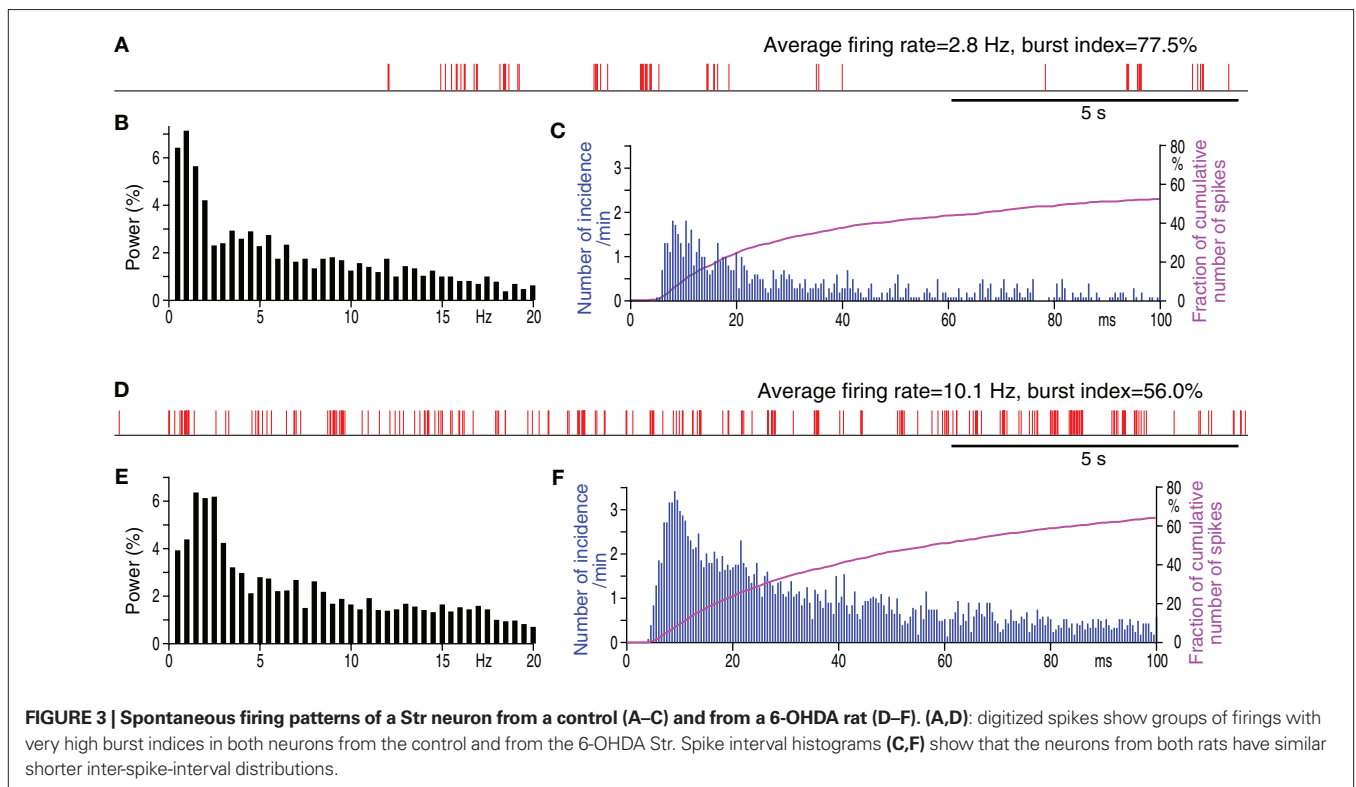 A
Average firing rate=2.8 Hz, burst index=77.5%
5 s
B
Power (%)
6
4
2
0
0 5 Hz 10 15 20
C
Number of incidence
/min
3
2
1
0
0 20 40 60 80 ms 100
80
%
60
40
20
0
Fraction of cumulative
number of spikes
D
Average firing rate=10.1 Hz, burst index=56.0%
5 s
E
Power (%)
6
4
2
0
0 5 Hz 10 15 20
F
Number of incidence
/min
3
2
1
0
0 20 40 60 80 ms 100
80
%
60
40
20
0
Fraction of cumulative
number of spikes
FIGURE 3 | Spontaneous firing patterns of a Str neuron from a control (A–C) and from a 6-OHDA rat (D–F). (A,D): digitized spikes show groups of firings with
very high burst indices in both neurons from the control and from the 6-OHDA Str. Spike interval histograms (C,F) show that the neurons from both rats have similar
shorter inter-spike-interval distributions.